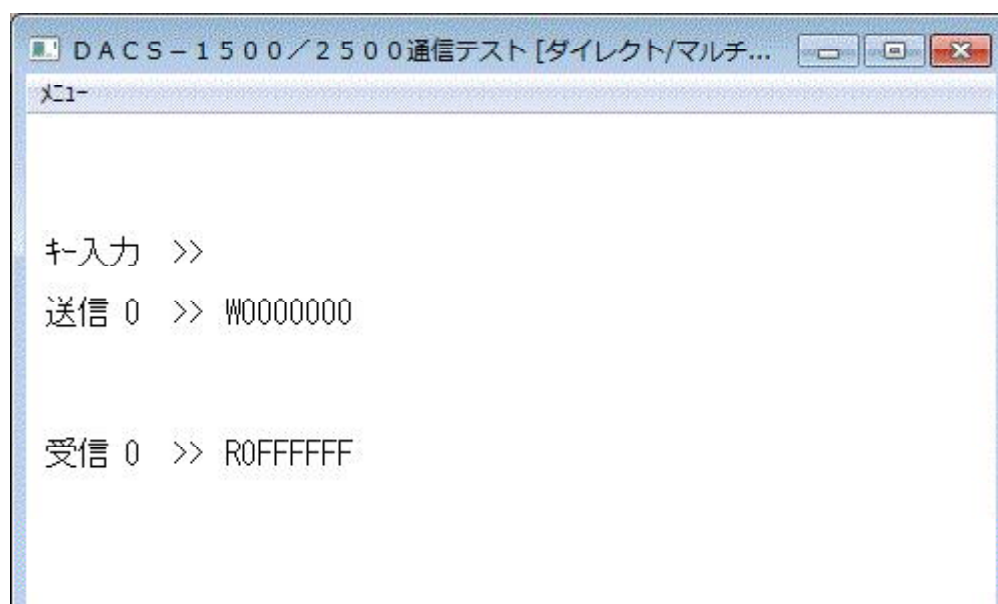 DACS-1500/2500通信テスト [ダイレクト/マルチ...
メニュー
キー入力 >>
送信 0 >> W0000000
受信 0 >> R0FFFFFF